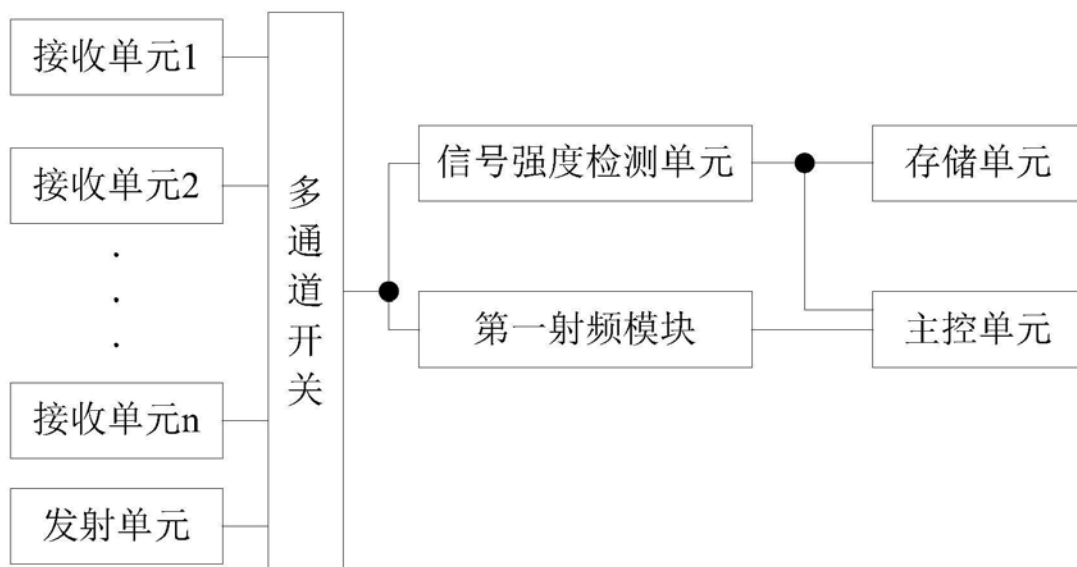 接收单元1
接收单元2
接收单元n
发射单元
多通道开关
信号强度检测单元
第一射频模块
存储单元
主控单元